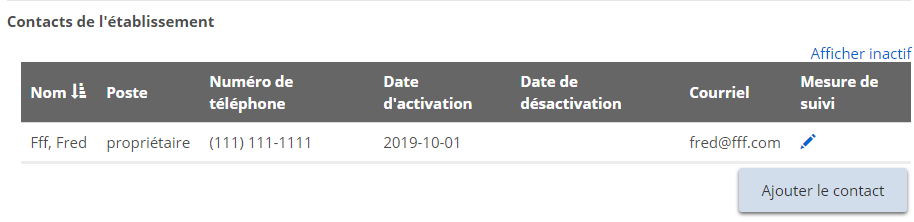 Contacts de l'établissement
Afficher inactif
Nom Poste Numéro de téléphone Date d'activation Date de désactivation Courriel Mesure de suivi
Fff, Fred propriétaire (111) 111-1111 2019-10-01 fred@fff.com
Ajouter le contact